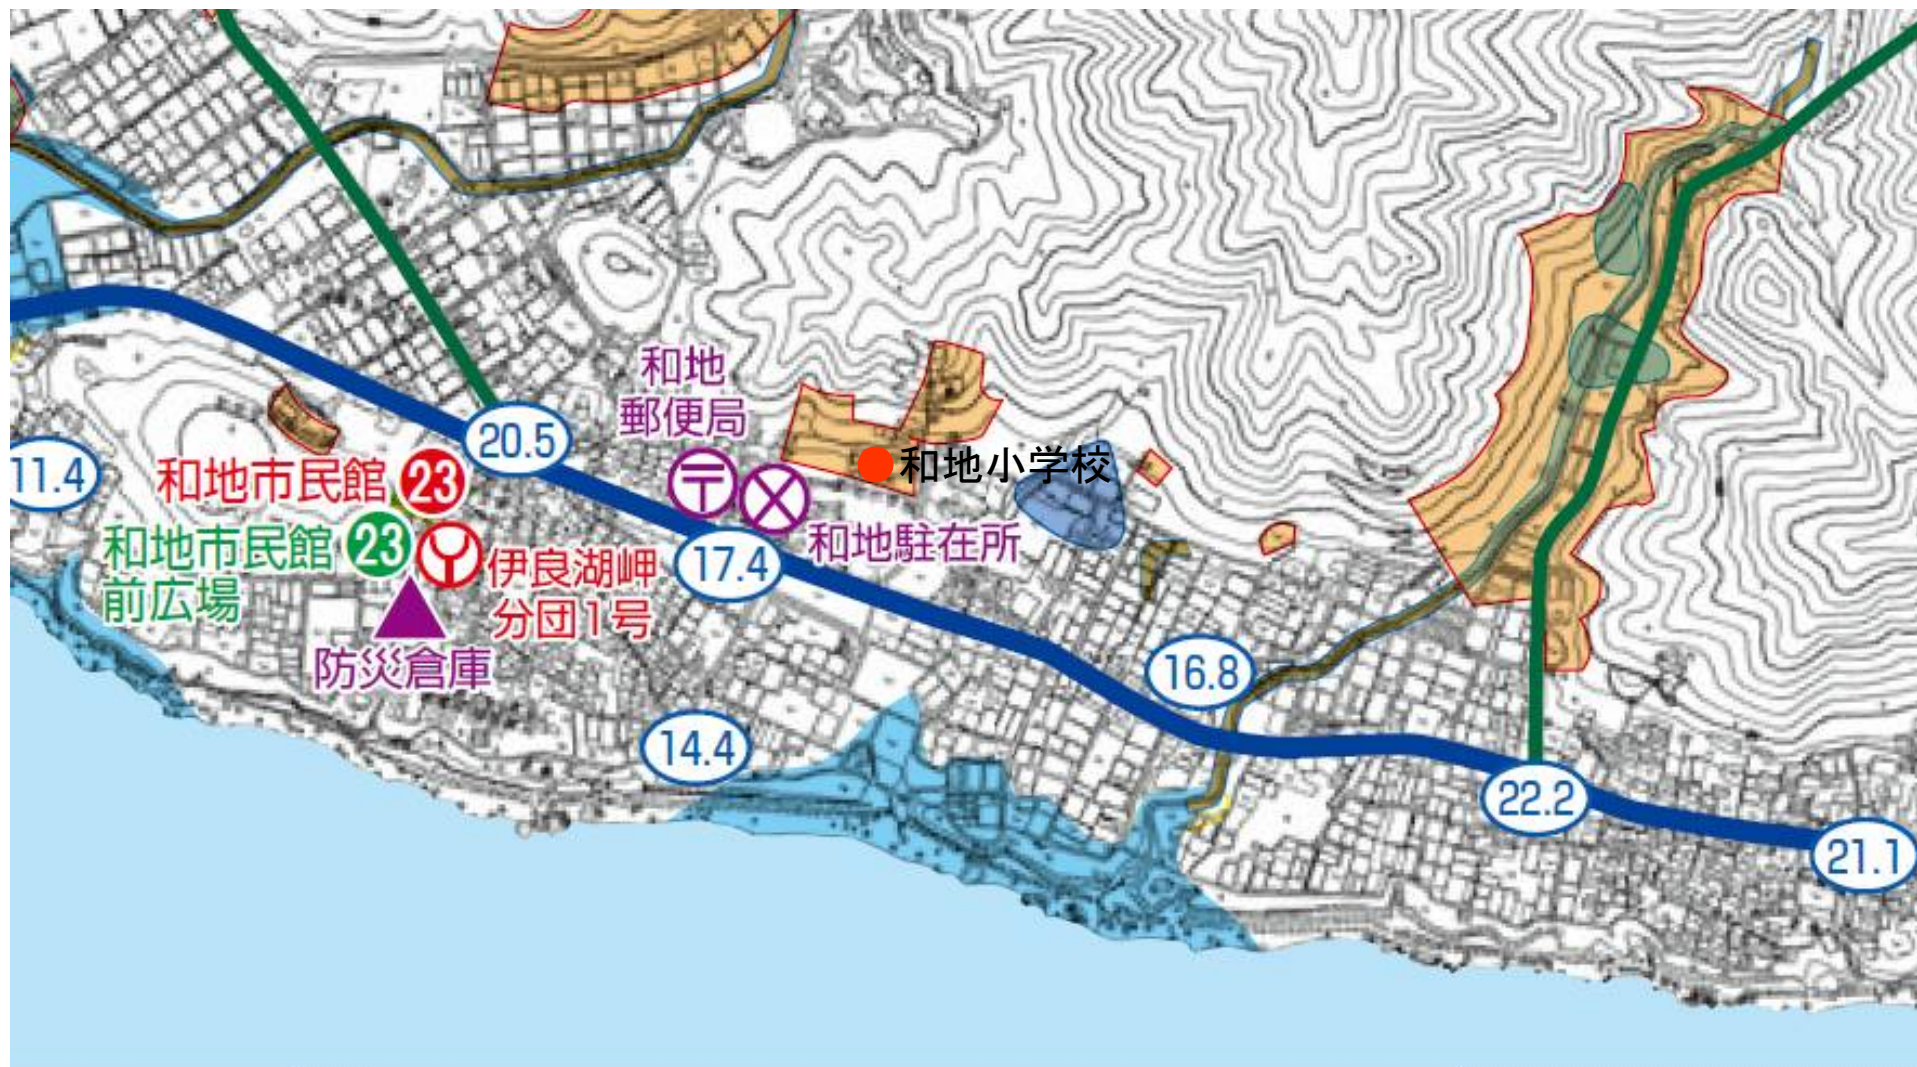 和地
郵便局
20.5
和地小学校
11.4
和地市民館 23
和地駐在所
和地市民館 23
前広場
伊良湖岬
分団1号
17.4
防災倉庫
16.8
14.4
22.2
21.1